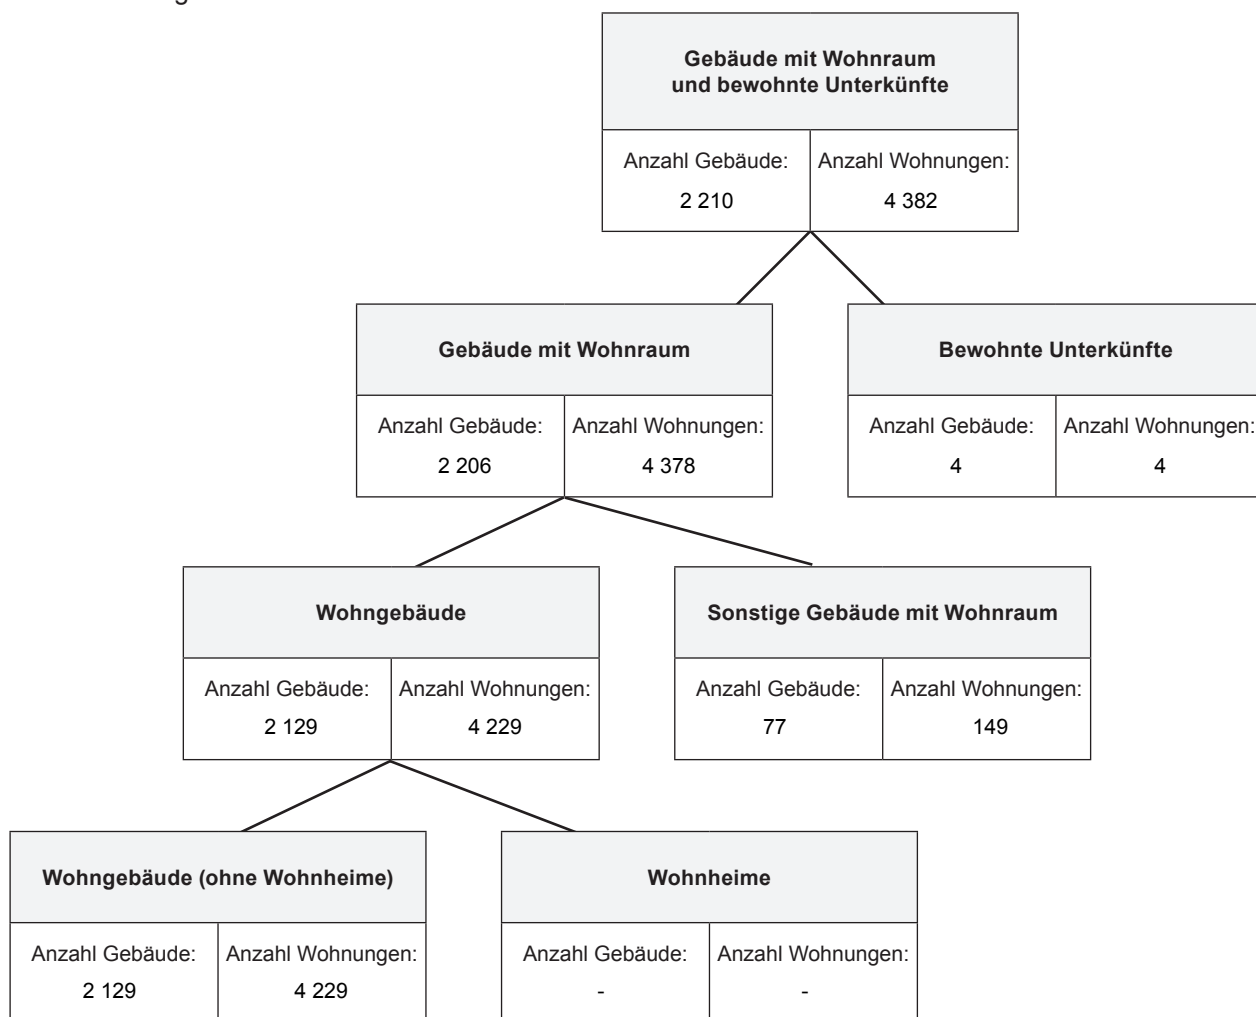 Gebäude mit Wohnraum
und bewohnte Unterkünfte
Anzahl Gebäude: Anzahl Wohnungen:
2 210 4 382
Gebäude mit Wohnraum
Anzahl Gebäude: Anzahl Wohnungen:
2 206 4 378
Bewohnte Unterkünfte
Anzahl Gebäude: Anzahl Wohnungen:
4 4
Wohngebäude
Anzahl Gebäude: Anzahl Wohnungen:
2 129 4 229
Sonstige Gebäude mit Wohnraum
Anzahl Gebäude: Anzahl Wohnungen:
77 149
Wohngebäude (ohne Wohnheime)
Anzahl Gebäude: Anzahl Wohnungen:
2 129 4 229
Wohnheime
Anzahl Gebäude: Anzahl Wohnungen:
- -